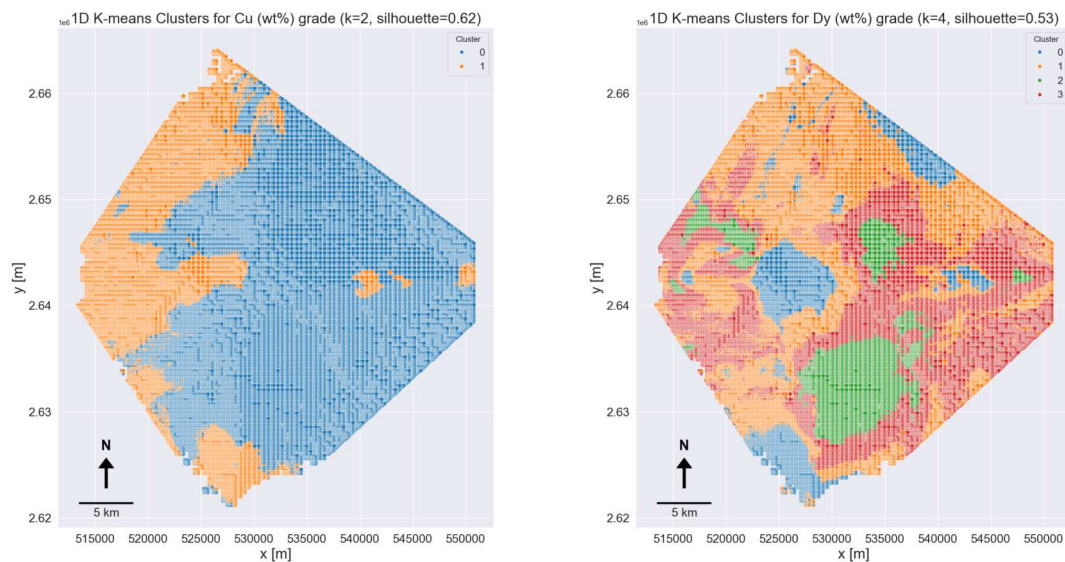 1e6
1D K-means Clusters for Cu (wt%) grade (k=2, silhouette=0.62)
Cluster
0
1
2.66
2.65
2.64
2.63
2.62
y [m]
N
5 km
515000 520000 525000 530000 535000 540000 545000 550000
x [m]
1e6
1D K-means Clusters for Dy (wt%) grade (k=4, silhouette=0.53)
Cluster
0
1
2
3
2.66
2.65
2.64
2.63
2.62
y [m]
N
5 km
515000 520000 525000 530000 535000 540000 545000 550000
x [m]